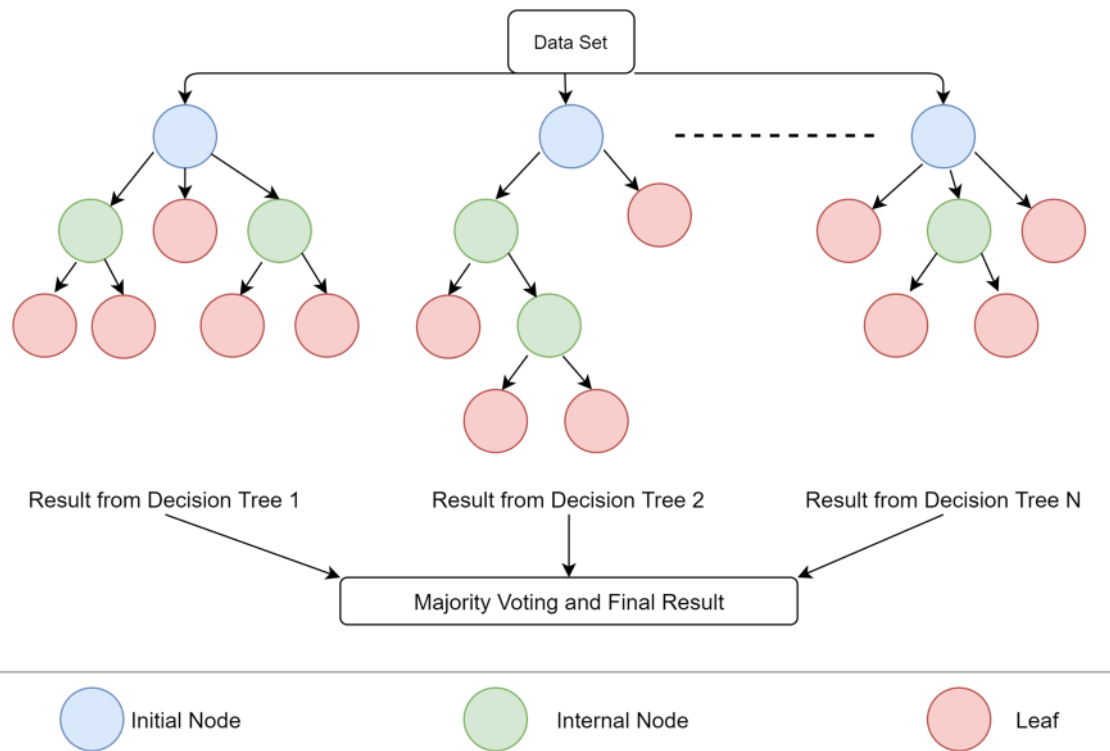 Data Set
Result from Decision Tree 1
Result from Decision Tree 2
Result from Decision Tree N
Majority Voting and Final Result
Initial Node
Internal Node
Leaf